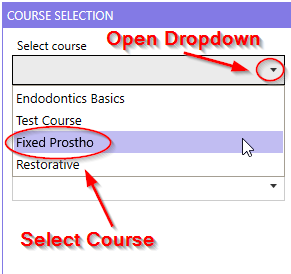 COURSE SELECTION
Select course
Open Dropdown
Endodontics Basics
Test Course
Fixed Prostho
Restorative
Select Course